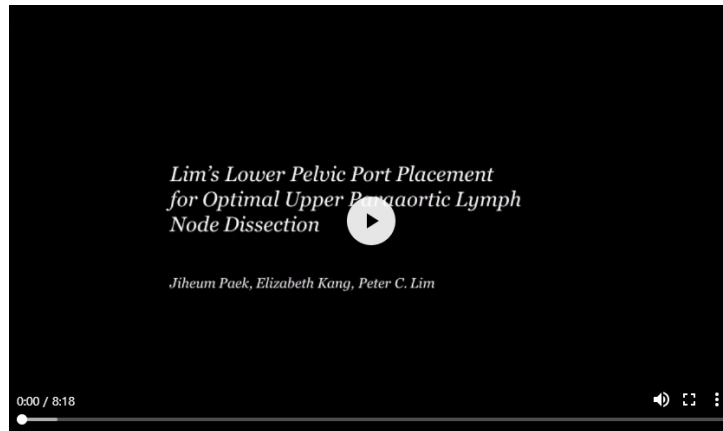 Lim's Lower Pelvic Port Placement
for Optimal Upper Paraaortic Lymph
Node Dissection
Jiheum Paek, Elizabeth Kang, Peter C. Lim
0:00 / 8:18